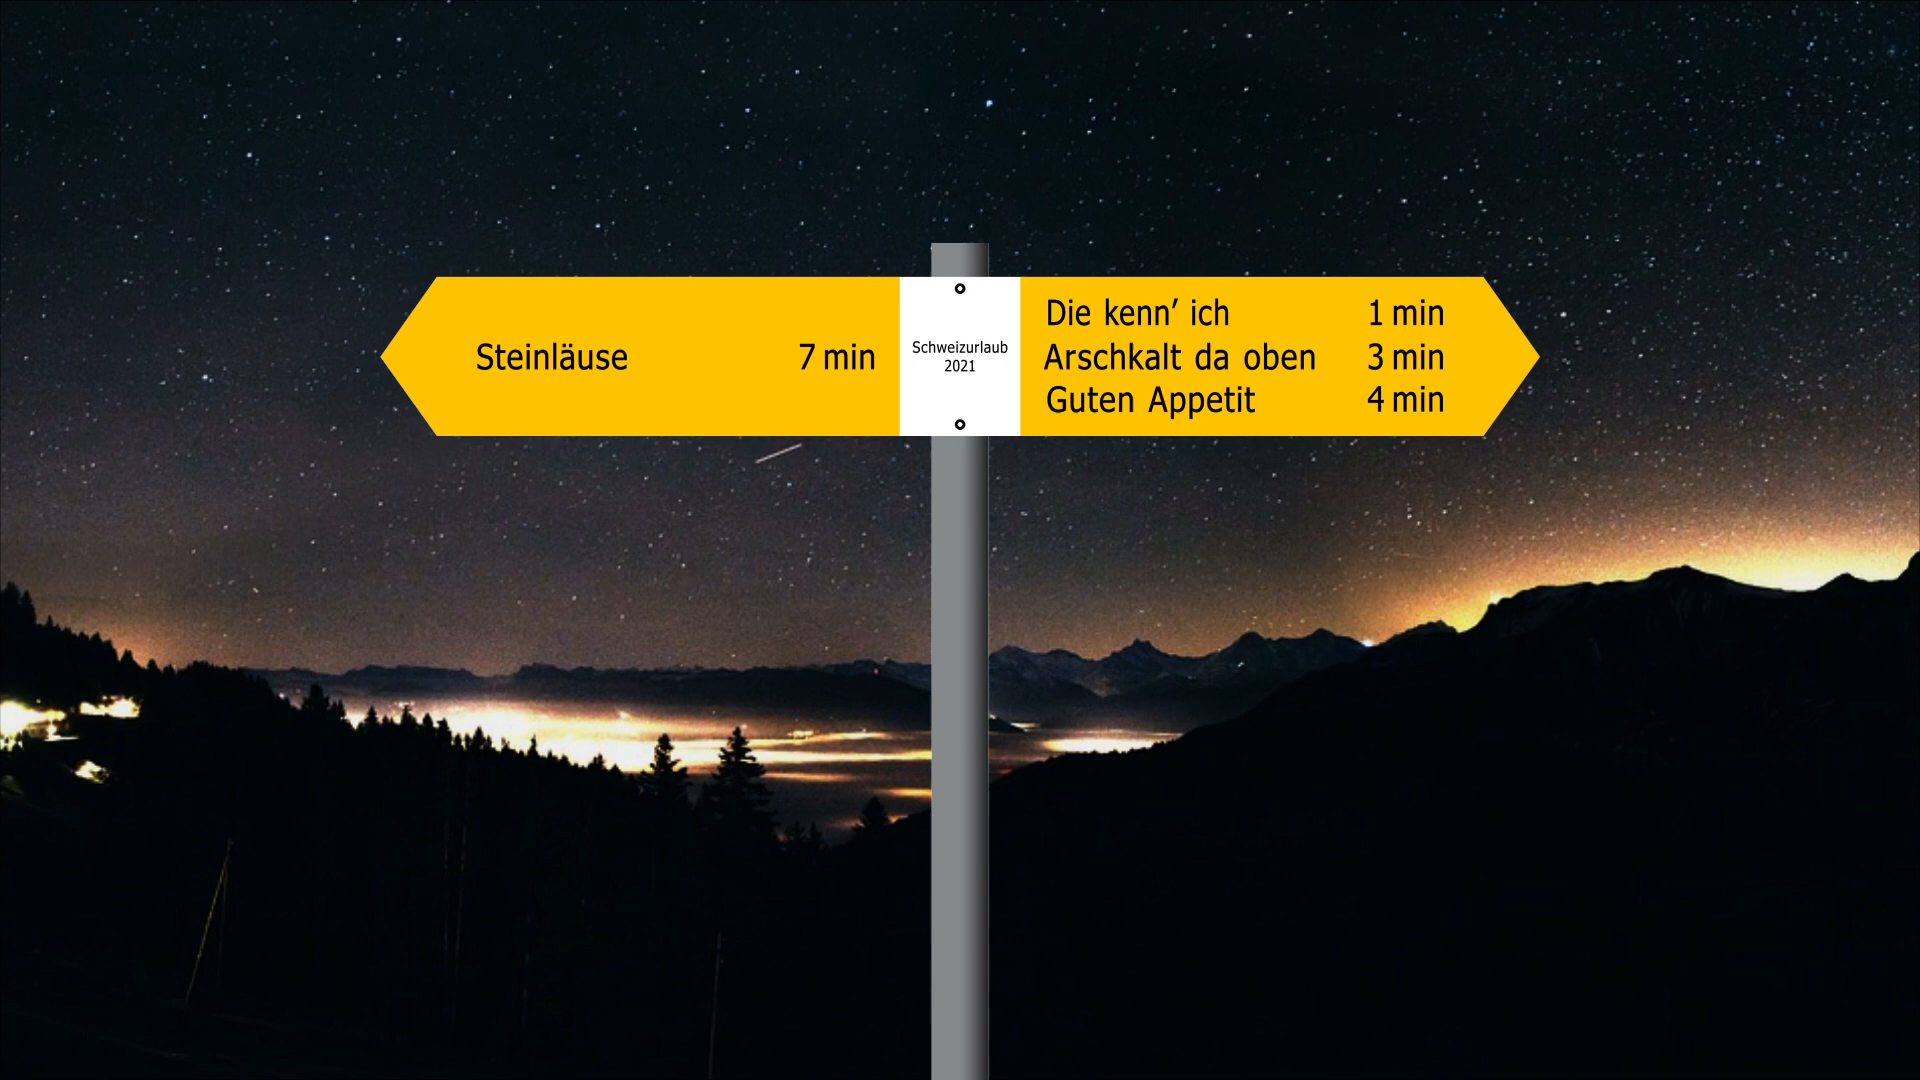 Steinläuse 7 min
Schweizurlaub
2021
Die kenn’ ich 1 min
Arschkalt da oben 3 min
Guten Appetit 4 min